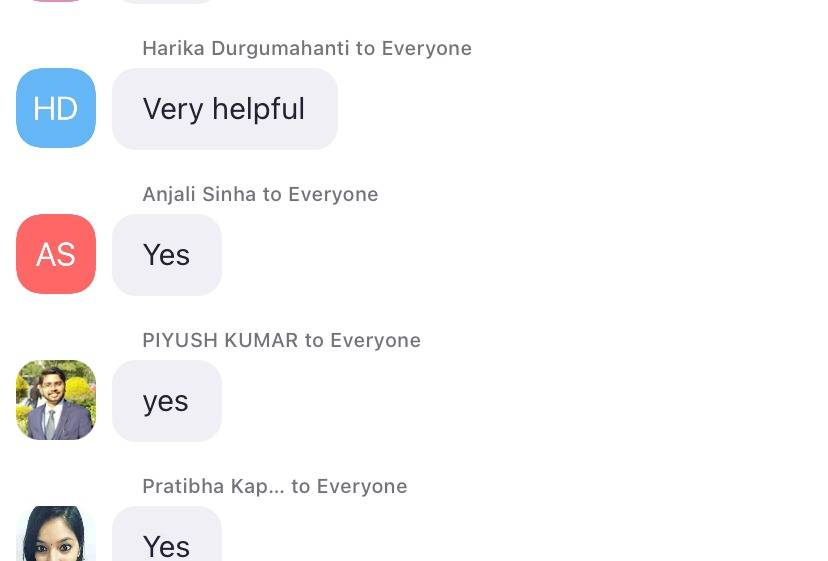 Harika Durgumahanti to Everyone
HD
Very helpful
Anjali Sinha to Everyone
AS
Yes
PIYUSH KUMAR to Everyone
yes
Pratibha Kap... to Everyone
Yes